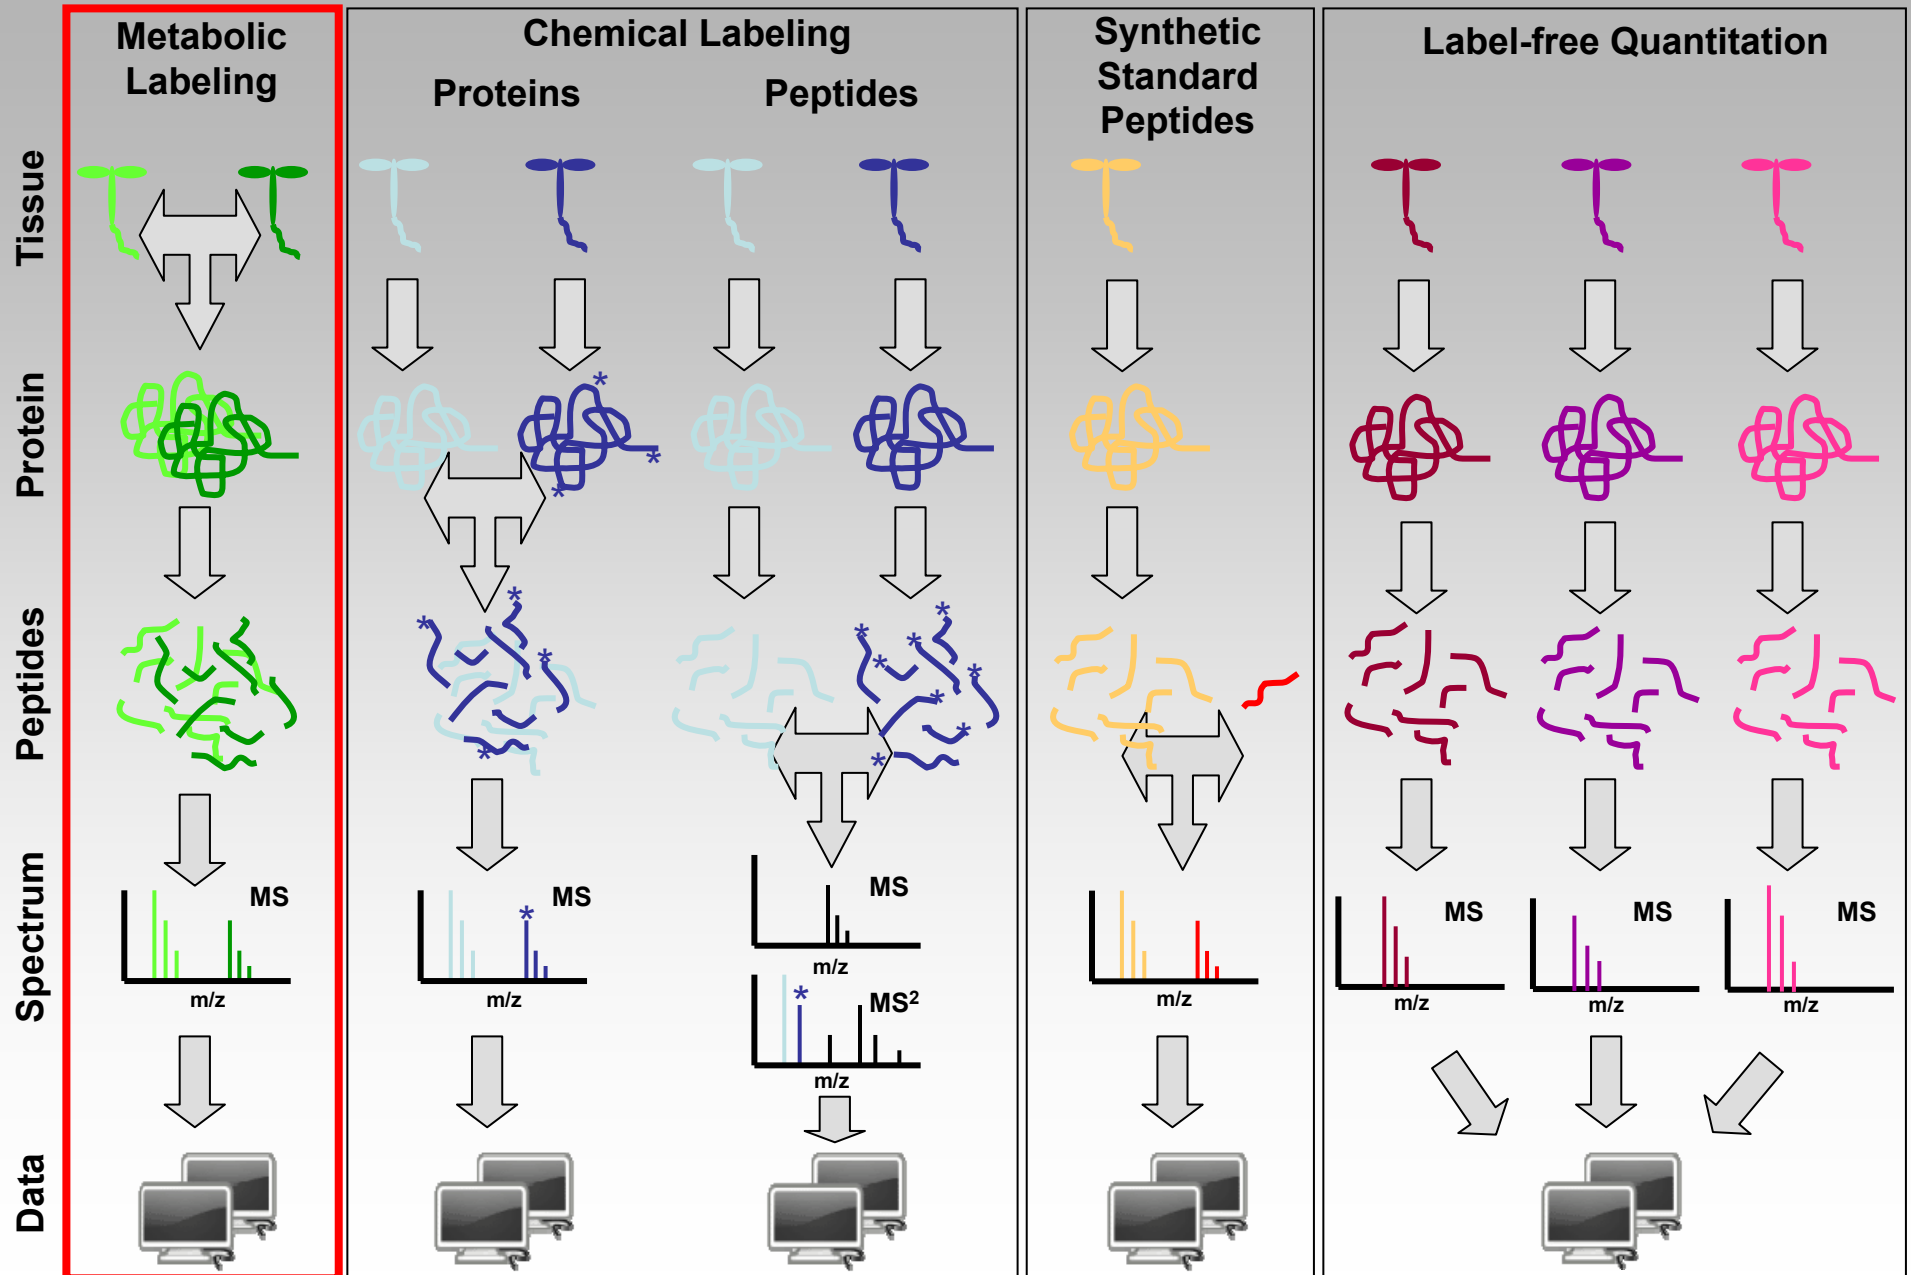 Metabolic
Labeling
Chemical Labeling
Proteins
Peptides
Synthetic
Standard
Peptides
Label-free Quantitation
Tissue
Protein
*
*
*
Peptides
*
*
*
*
*
*
*
*
*
*
*
*
Spectrum
MS
m/z
MS
*
m/z
MS
m/z
MS²
*
m/z
m/z
MS
m/z
MS
m/z
MS
m/z
Data